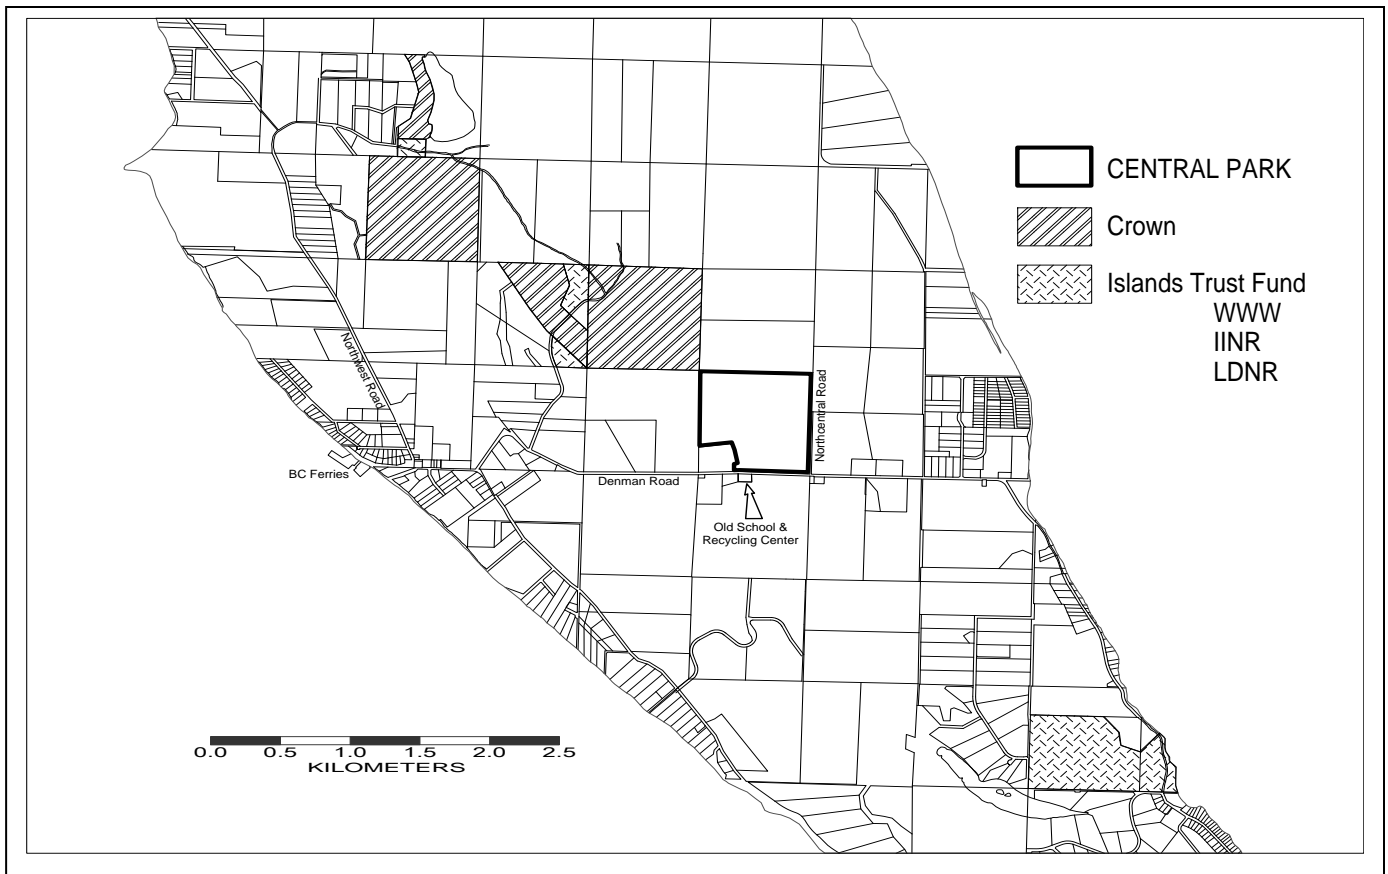 CENTRAL PARK
Crown
Islands Trust Fund
WWW
IINR
LDNR
Northwest Road
Northcentral Road
BC Ferries
Denman Road
Old School &
Recycling Center
0.0 0.5 1.0 1.5 2.0 2.5
KILOMETERS